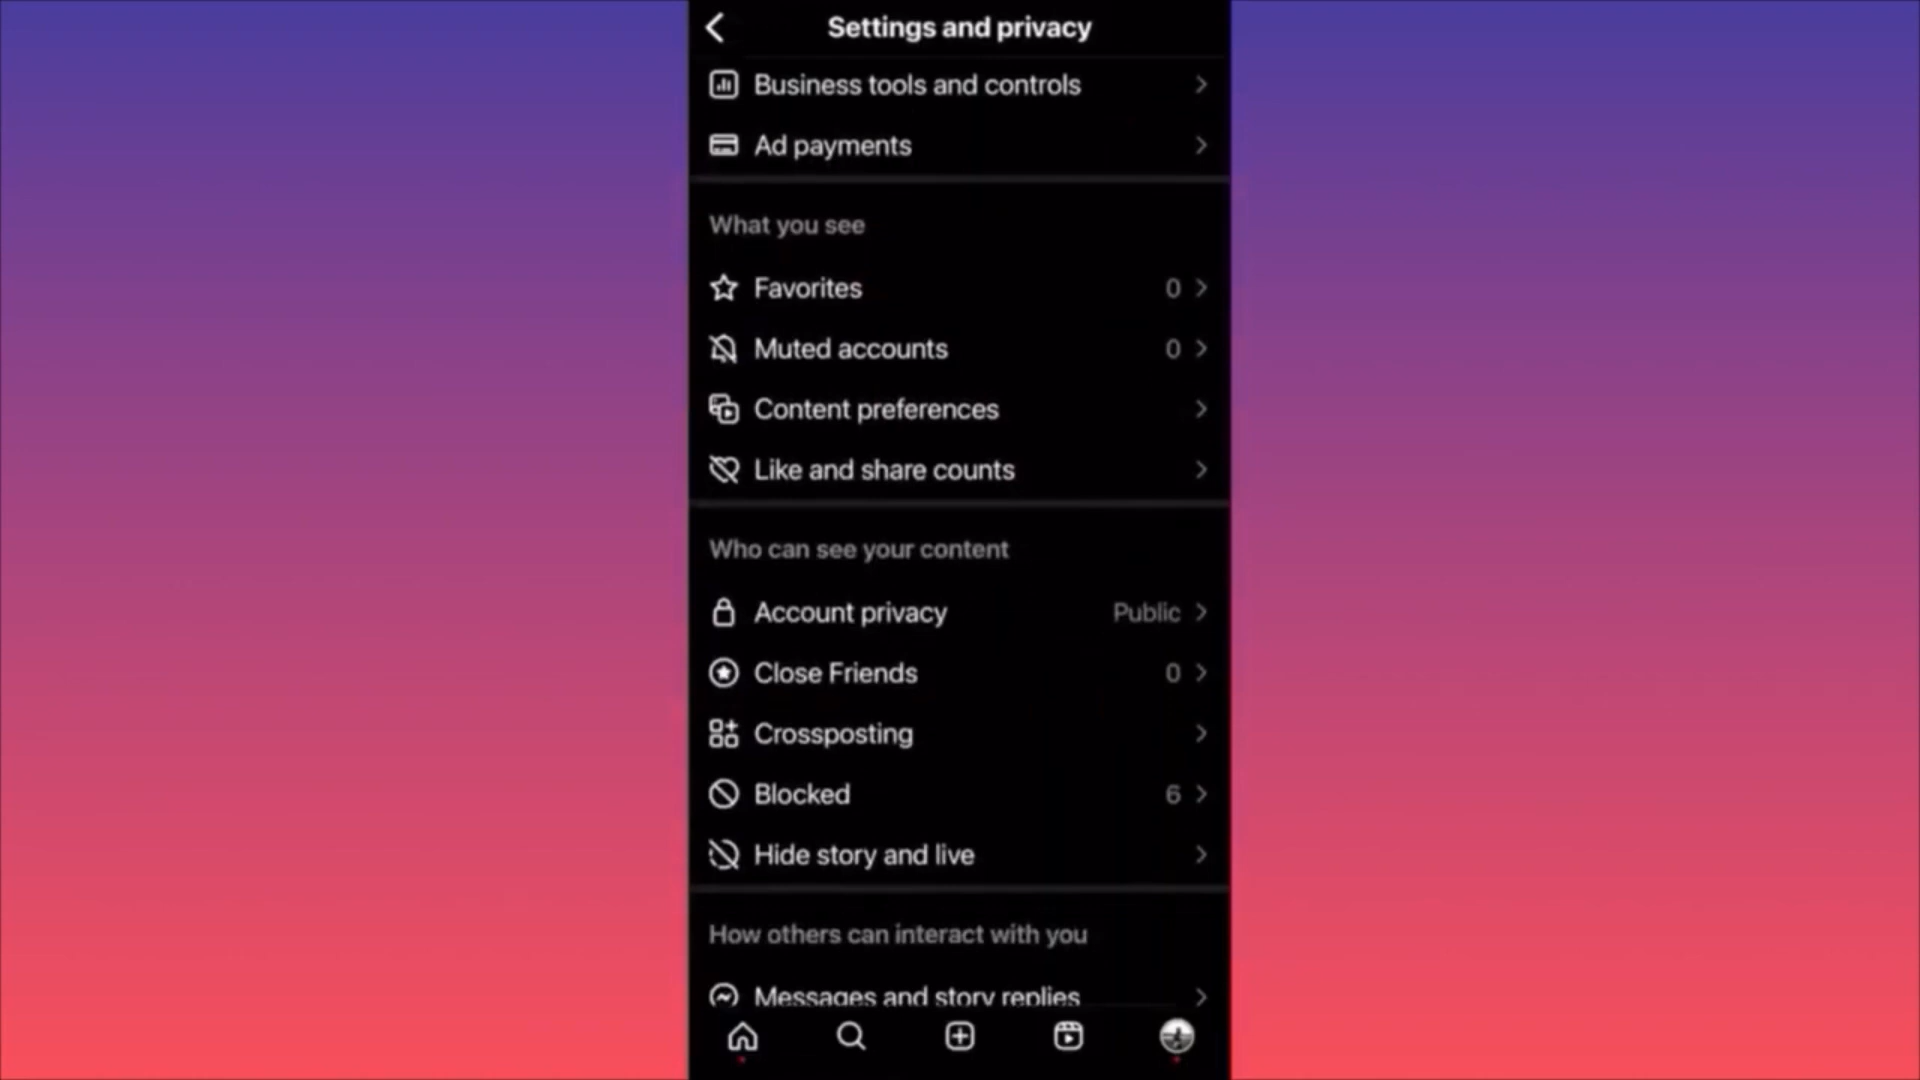 Settings and privacy
Business tools and controls
Ad payments
What you see
Favorites 0
Muted accounts 0
Content preferences
Like and share counts
Who can see your content
Account privacy Public
Close Friends 0
Crossposting
Blocked 6
Hide story and live
How others can interact with you
Messages and story replies